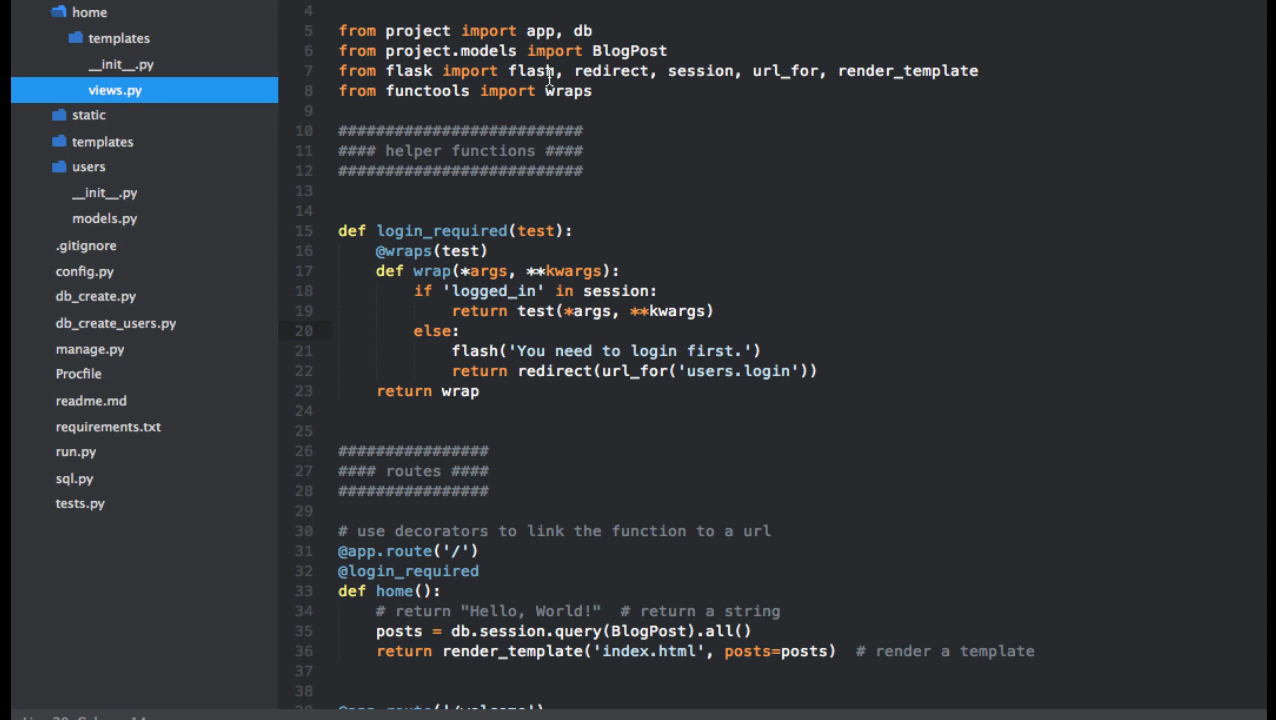 home
templates
__init__.py
views.py
static
templates
users
__init__.py
models.py
.gitignore
config.py
db_create.py
db_create_users.py
manage.py
Procfile
readme.md
requirements.txt
run.py
sql.py
tests.py
4
5 from project import app, db
6 from project.models import BlogPost
7 from flask import flash, redirect, session, url_for, render_template
8 from functools import wraps
9
10 ##########################
11 #### helper functions ####
12 ##########################
13
14
15 def login_required(test):
16 @wraps(test)
17 def wrap(*args, **kwargs):
18 if 'logged_in' in session:
19 return test(*args, **kwargs)
20 else:
21 flash('You need to login first.')
22 return redirect(url_for('users.login'))
23 return wrap
24
25
26 ################
27 #### routes ####
28 ################
29
30 # use decorators to link the function to a url
31 @app.route('/')
32 @login_required
33 def home():
34 # return "Hello, World!"  # return a string
35 posts = db.session.query(BlogPost).all()
36 return render_template('index.html', posts=posts)  # render a template
37
38
39 @app.route('/welcome')